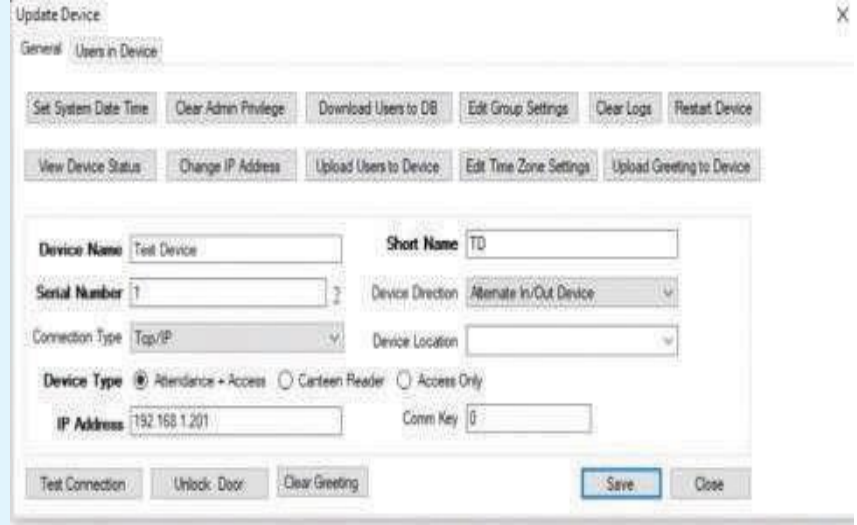 Update Device
General Users in Device
Set System Date Time Clear Admin Privilege Download Users to DB Edit Group Settings Clear Logs Restart Device
View Device Status Change IP Address Upload Users to Device Edit Time Zone Settings Upload Greeting to Device
Device Name Test Device Short Name TD
Serial Number 1 ? Device Direction Alternate In/Out Device
Connection Type Tcp/IP Device Location
Device Type Attendance + Access Canteen Reader Access Only
IP Address 192.168.1.201 Comm Key 0
Test Connection Unlock Door Clear Greeting Save Close